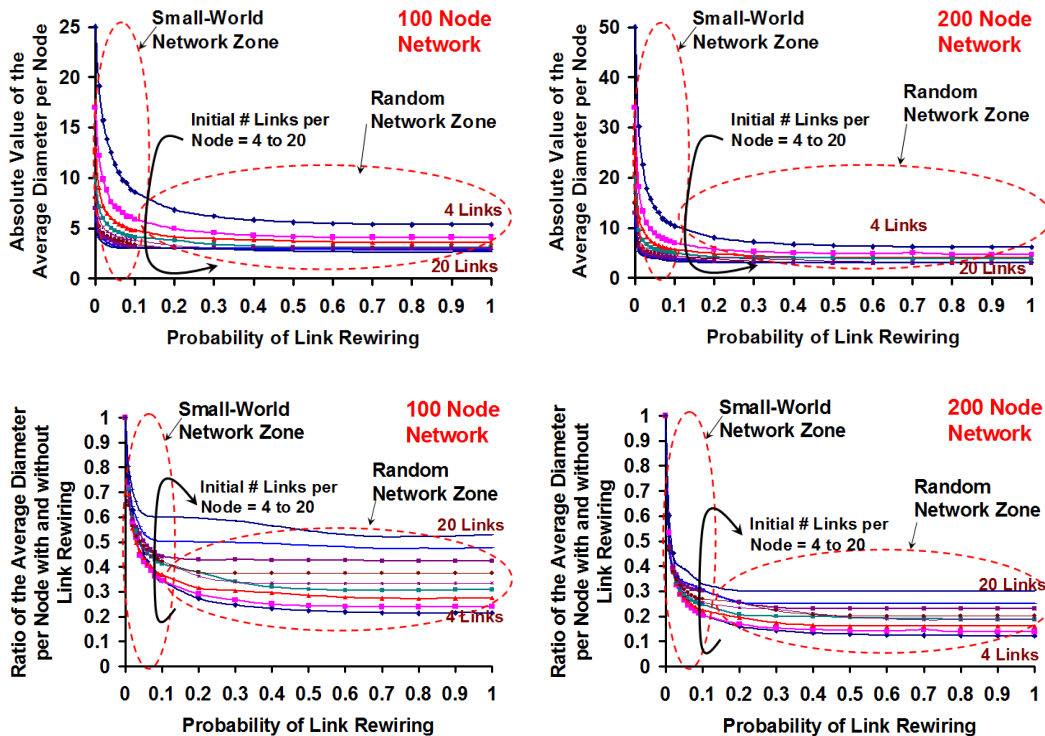 Absolute Value of the
Average Diameter per Node
25
20
15
10
5
0
0 0.1 0.2 0.3 0.4 0.5 0.6 0.7 0.8 0.9 1
Probability of Link Rewiring
Small-World
Network Zone
100 Node
Network
Random
Network Zone
Initial # Links per
Node = 4 to 20
4 Links
20 Links
Absolute Value of the
Average Diameter per Node
50
40
30
20
10
0
0 0.1 0.2 0.3 0.4 0.5 0.6 0.7 0.8 0.9 1
Probability of Link Rewiring
Small-World
Network Zone
200 Node
Network
Random
Network Zone
Initial # Links per
Node = 4 to 20
4 Links
20 Links
Ratio of the Average Diameter
per Node with and without
Link Rewiring
1
0.9
0.8
0.7
0.6
0.5
0.4
0.3
0.2
0.1
0
0 0.1 0.2 0.3 0.4 0.5 0.6 0.7 0.8 0.9 1
Probability of Link Rewiring
Small-World
Network Zone
100 Node
Network
Random
Network Zone
Initial # Links per
Node = 4 to 20
20 Links
4 Links
Ratio of the Average Diameter
per Node with and without
Link Rewiring
1
0.9
0.8
0.7
0.6
0.5
0.4
0.3
0.2
0.1
0
0 0.1 0.2 0.3 0.4 0.5 0.6 0.7 0.8 0.9 1
Probability of Link Rewiring
Small-World
Network Zone
200 Node
Network
Random
Network Zone
Initial # Links per
Node = 4 to 20
20 Links
4 Links